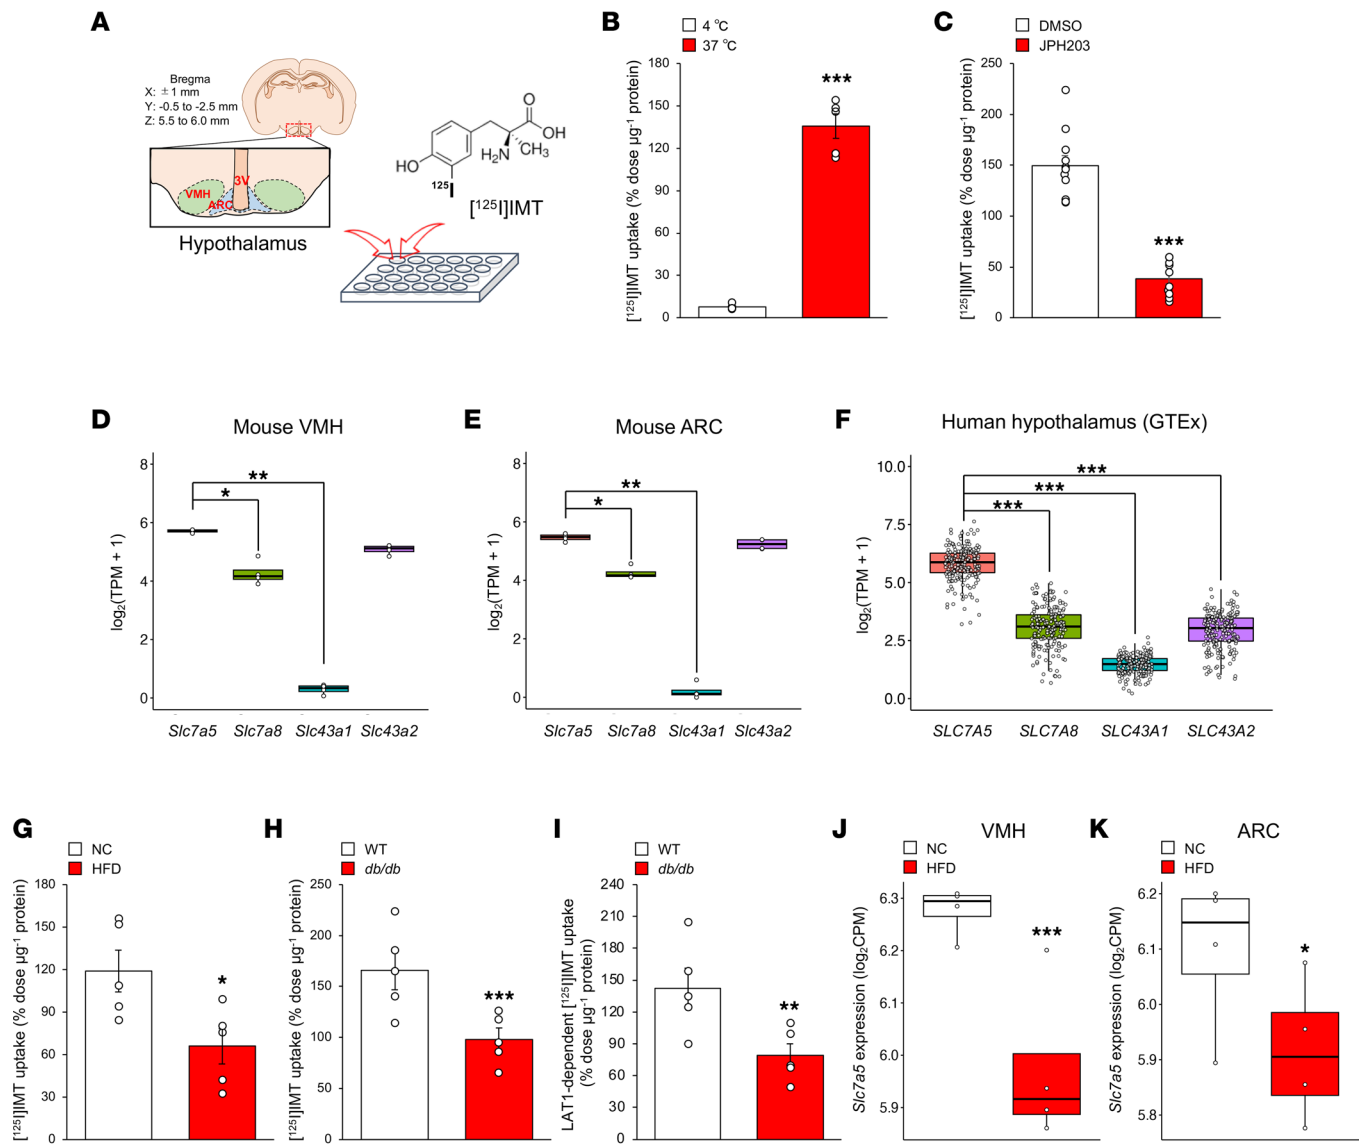 A
Bregma
X: ±1 mm
Y: -0.5 to -2.5 mm
Z: 5.5 to 6.0 mm
3V
VMH
ARC
Hypothalamus
O
OH
CH₃
H₂N
HO
¹²⁵I
[¹²⁵I]IMT
B
4 °C
37 °C
[¹²⁵I]IMT uptake (% dose µg⁻¹ protein)
180
150
120
90
60
30
0
***
C
DMSO
JPH203
[¹²⁵I]IMT uptake (% dose µg⁻¹ protein)
250
200
150
100
50
0
***
D
Mouse VMH
log₂(TPM + 1)
8
6
4
2
0
**
*
Slc7a5 Slc7a8 Slc43a1 Slc43a2
E
Mouse ARC
log₂(TPM + 1)
8
6
4
2
0
**
*
Slc7a5 Slc7a8 Slc43a1 Slc43a2
F
Human hypothalamus (GTEx)
log₂(TPM + 1)
10.0
7.5
5.0
2.5
0.0
***
***
***
SLC7A5 SLC7A8 SLC43A1 SLC43A2
G
NC
HFD
[¹²⁵I]IMT uptake (% dose µg⁻¹ protein)
180
150
120
90
60
30
0
*
H
WT
db/db
[¹²⁵I]IMT uptake (% dose µg⁻¹ protein)
250
200
150
100
50
0
***
I
WT
db/db
LAT1-dependent [¹²⁵I]IMT uptake
(% dose µg⁻¹ protein)
240
210
180
150
120
90
60
30
0
**
J
VMH
NC
HFD
Slc7a5 expression (log₂CPM)
6.3
6.2
6.1
6.0
5.9
***
K
ARC
NC
HFD
Slc7a5 expression (log₂CPM)
6.2
6.1
6.0
5.9
5.8
*